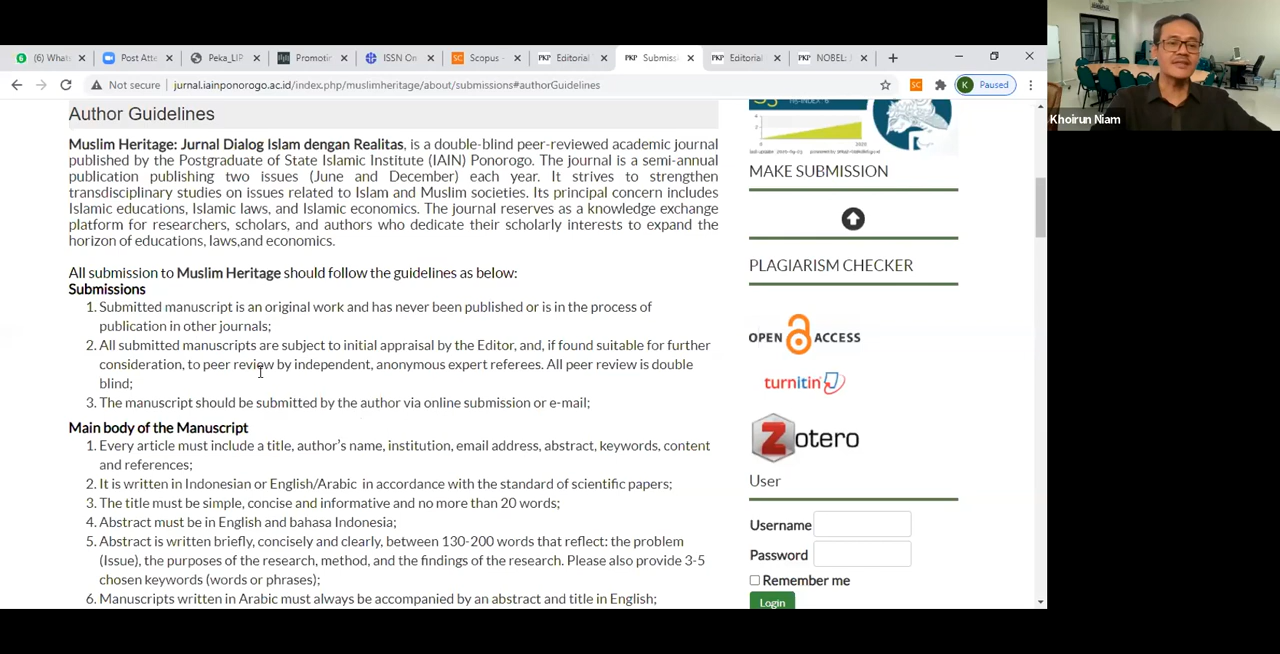 (6) Whats
Post Atte
Peka_LIP
Promotin
ISSN On
Scopus -
PKP Editorial
PKP Submiss
PKP Editorial
PKP NOBEL: J
Not secure
jurnal.iainponorogo.ac.id/index.php/muslimheritage/about/submissions#authorGuidelines
SC
K Paused
Khoirun Niam
Author Guidelines
Muslim Heritage: Jurnal Dialog Islam dengan Realitas, is a double-blind peer-reviewed academic journal
published by the Postgraduate of State Islamic Institute (IAIN) Ponorogo. The journal is a semi-annual
publication publishing two issues (June and December) each year. It strives to strengthen
transdisciplinary studies on issues related to Islam and Muslim societies. Its principal concern includes
Islamic educations, Islamic laws, and Islamic economics. The journal reserves as a knowledge exchange
platform for researchers, scholars, and authors who dedicate their scholarly interests to expand the
horizon of educations, laws,and economics.
All submission to Muslim Heritage should follow the guidelines as below:
Submissions
1. Submitted manuscript is an original work and has never been published or is in the process of
publication in other journals;
2. All submitted manuscripts are subject to initial appraisal by the Editor, and, if found suitable for further
consideration, to peer review by independent, anonymous expert referees. All peer review is double
blind;
3. The manuscript should be submitted by the author via online submission or e-mail;
Main body of the Manuscript
1. Every article must include a title, author's name, institution, email address, abstract, keywords, content
and references;
2. It is written in Indonesian or English/Arabic in accordance with the standard of scientific papers;
3. The title must be simple, concise and informative and no more than 20 words;
4. Abstract must be in English and bahasa Indonesia;
5. Abstract is written briefly, concisely and clearly, between 130-200 words that reflect: the problem
(Issue), the purposes of the research, method, and the findings of the research. Please also provide 3-5
chosen keywords (words or phrases);
6. Manuscripts written in Arabic must always be accompanied by an abstract and title in English;
MAKE SUBMISSION
PLAGIARISM CHECKER
OPEN ACCESS
turnitin
Zotero
User
Username
Password
Remember me
Login